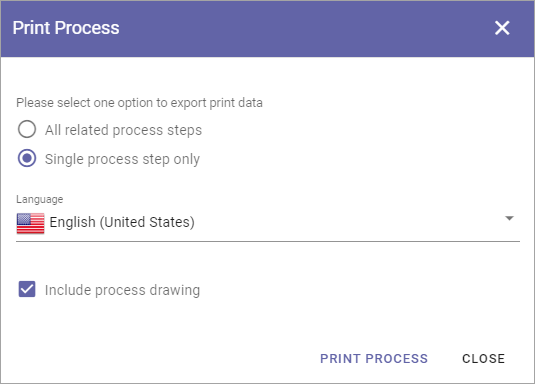 Print Process
Please select one option to export print data
All related process steps
Single process step only
Language
English (United States)
Include process drawing
PRINT PROCESS
CLOSE